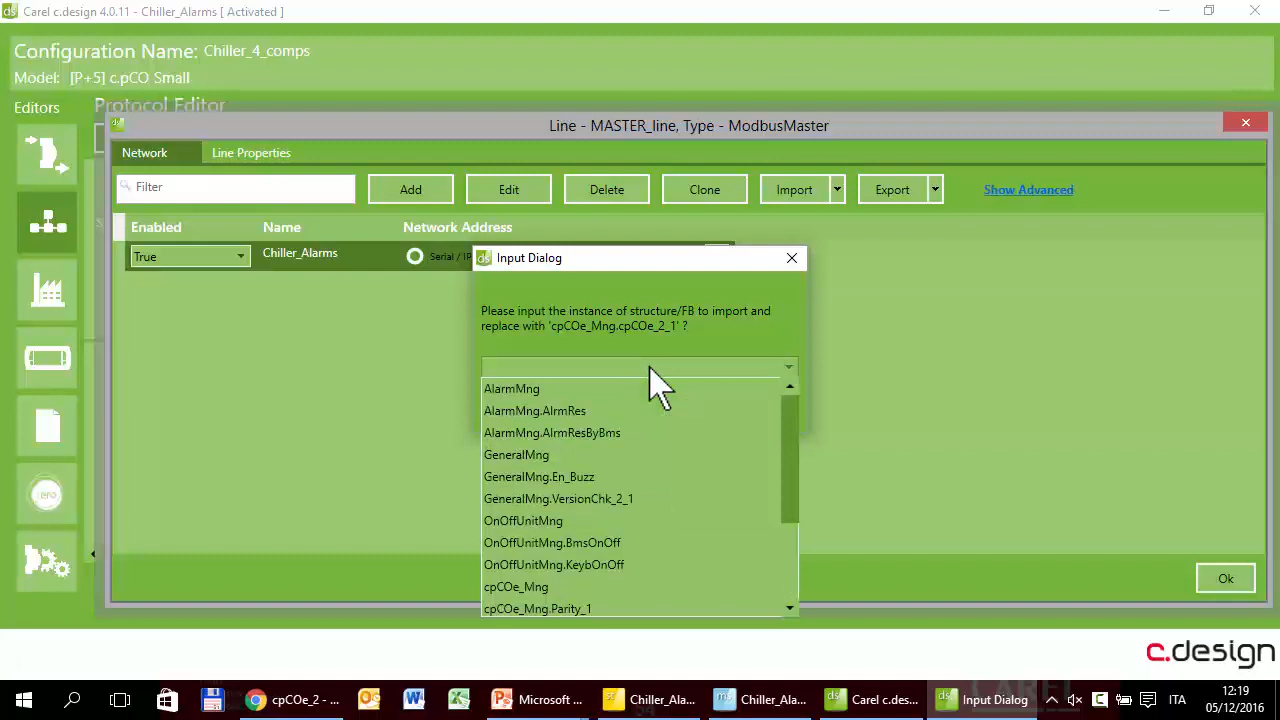 Carel c.design 4.0.11 - Chiller_Alarms [ Activated ]
Configuration Name: Chiller_4_comps
Model: [P+5] c.pCO Small
Editors
Protocol Editor
Line - MASTER_line, Type - ModbusMaster
Network
Line Properties
Filter
Add
Edit
Delete
Clone
Import
Export
Show Advanced
Enabled
Name
Network Address
True
Chiller_Alarms
Serial / IP
Input Dialog
Please input the instance of structure/FB to import and
replace with 'cpCOe_Mng.cpCOe_2_1' ?
AlarmMng
AlarmMng.AlrmRes
AlarmMng.AlrmResByBms
GeneralMng
GeneralMng.En_Buzz
GeneralMng.VersionChk_2_1
OnOffUnitMng
OnOffUnitMng.BmsOnOff
OnOffUnitMng.KeybOnOff
cpCOe_Mng
cpCOe_Mng.Parity_1
Ok
c.design
cpCOe_2 - ...
Microsoft ...
Chiller_Ala...
Chiller_Ala...
Carel c.des...
Input Dialog
ITA
12:19
05/12/2016